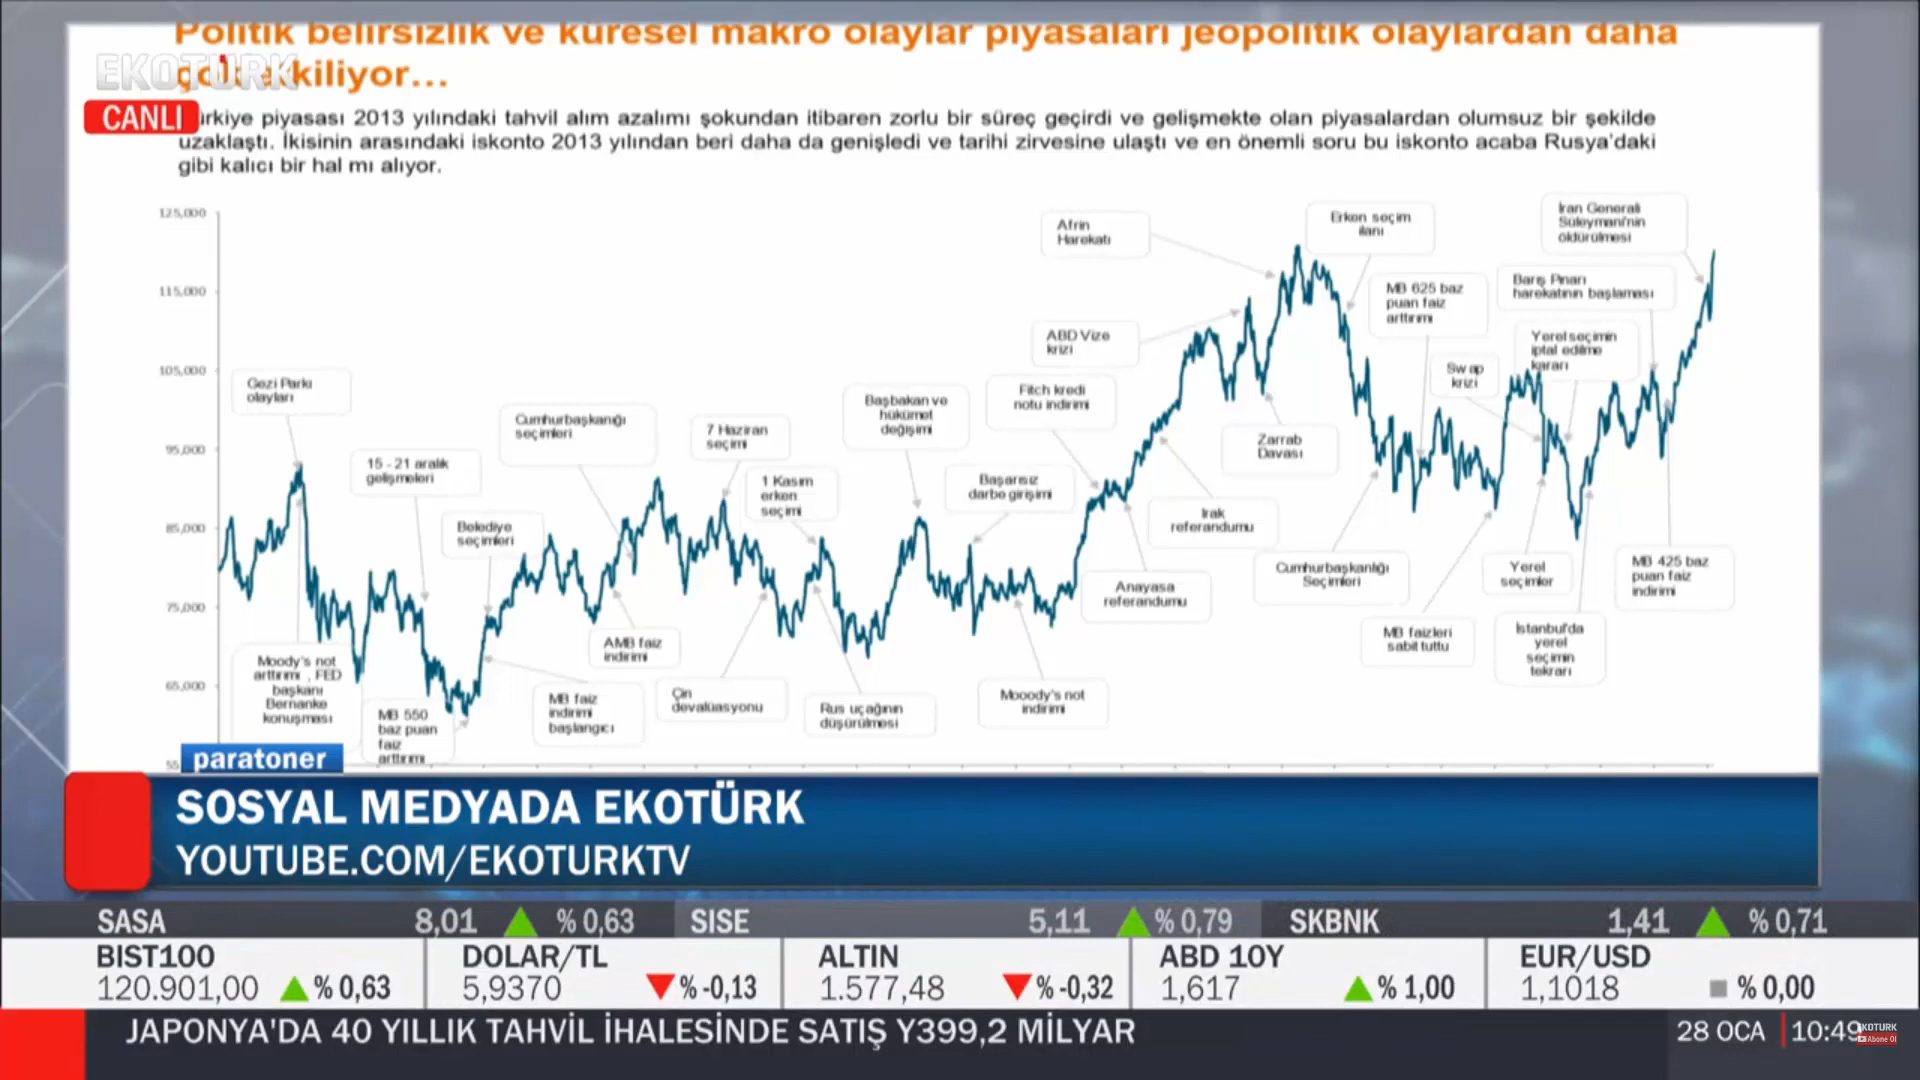 Politik belirsizlik ve küresel makro olaylar piyasaları jeopolitik olaylardan daha
EKOTÜRK
CANLI
Türkiye piyasası 2013 yılındaki tahvil alım azalımı şokundan itibaren zorlu bir süreç geçirdi ve gelişmekte olan piyasalardan olumsuz bir şekilde
uzaklaştı. İkisinin arasındaki iskonto 2013 yılından beri daha da genişledi ve tarihi zirvesine ulaştı ve en önemli soru bu iskonto acaba Rusya'daki
gibi kalıcı bir hal mı alıyor.
125,000
115,000
105,000
95,000
85,000
75,000
65,000
55
Gezi Parkı
olayları
15 - 21 aralık
gelişmeleri
Belediye
seçimleri
Moody's not
arttırımı , FED
başkanı
Bernanke
konuşması
MB 550
baz puan
faiz
arttırımı
Cumhurbaşkanlığı
seçimleri
MB faiz
indirimi
başlangıcı
AMB faiz
indirimi
7 Haziran
seçimi
1 Kasım
erken
seçimi
Çin
devalüasyonu
Rus uçağının
düşürülmesi
Başbakan ve
hükümet
değişimi
Başarısız
darbe girişimi
Mooody's not
indirimi
Fitch kredi
notu indirimi
Anayasa
referandumu
Irak
referandumu
ABD Vize
krizi
Afrin
Harekatı
Zarrab
Davası
Erken seçim
ilanı
Cumhurbaşkanlığı
Seçimleri
MB 625 baz
puan faiz
arttırımı
MB faizleri
sabit tuttu
Swap
krizi
Yerel
seçimler
Yerel seçimin
iptal edilme
kararı
İstanbul'da
yerel
seçimin
tekrarı
Barış Pınarı
harekatının başlaması
MB 425 baz
puan faiz
indirimi
İran Generali
Süleymani'nin
öldürülmesi
paratoner
SOSYAL MEDYADA EKOTÜRK
YOUTUBE.COM/EKOTURKTV
SASA 8,01 % 0,63 SISE 5,11 % 0,79 SKBNK 1,41 % 0,71
BIST100 DOLAR/TL ALTIN ABD 10Y EUR/USD
120.901,00 % 0,63 5,9370 % -0,13 1.577,48 % -0,32 1,617 % 1,00 1,1018 % 0,00
JAPONYA'DA 40 YILLIK TAHVİL İHALESİNDE SATIŞ Y399,2 MİLYAR
28 OCA 10:49
EKOTURK
Abone Ol